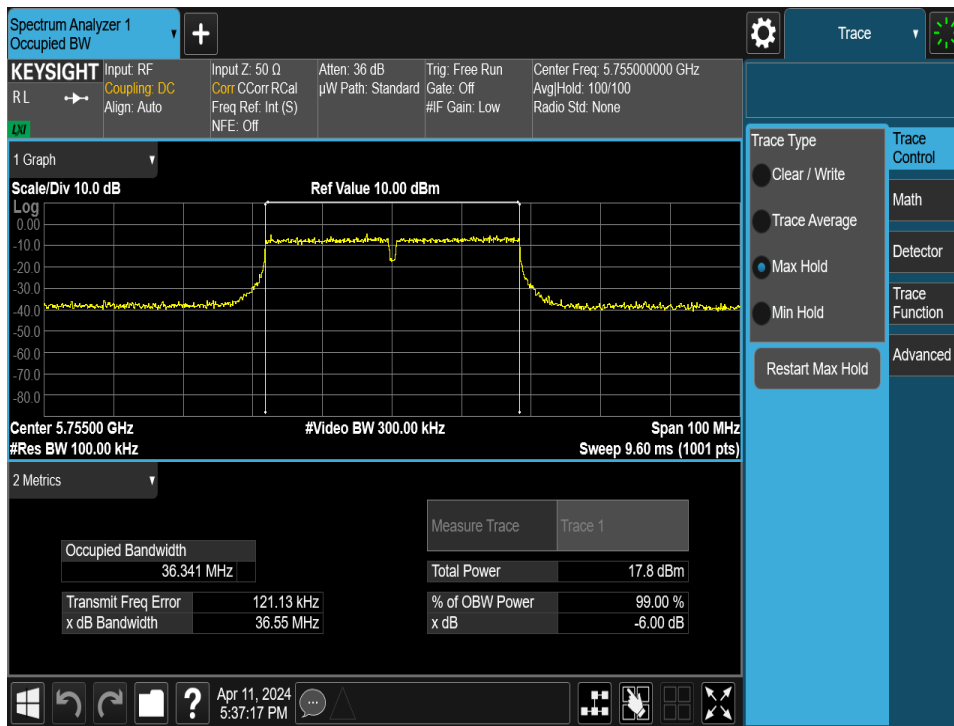 Spectrum Analyzer 1
Occupied BW
+
Trace
KEYSIGHT
R L
LXI
Input: RF
Coupling: DC
Align: Auto
Input Z: 50 Ω
Corr CCorr RCal
Freq Ref: Int (S)
NFE: Off
Atten: 36 dB
µW Path: Standard
Trig: Free Run
Gate: Off
#IF Gain: Low
Center Freq: 5.755000000 GHz
Avg|Hold: 100/100
Radio Std: None
1 Graph
Scale/Div 10.0 dB
Ref Value 10.00 dBm
Log
0.00
-10.0
-20.0
-30.0
-40.0
-50.0
-60.0
-70.0
-80.0
Center 5.75500 GHz
#Video BW 300.00 kHz
Span 100 MHz
#Res BW 100.00 kHz
Sweep 9.60 ms (1001 pts)
2 Metrics
Measure Trace
Trace 1
Occupied Bandwidth
36.341 MHz
Total Power
17.8 dBm
Transmit Freq Error
121.13 kHz
% of OBW Power
99.00 %
x dB Bandwidth
36.55 MHz
x dB
-6.00 dB
Trace Type
Clear / Write
Trace Average
Max Hold
Min Hold
Restart Max Hold
Trace
Control
Math
Detector
Trace
Function
Advanced
?
Apr 11, 2024
5:37:17 PM